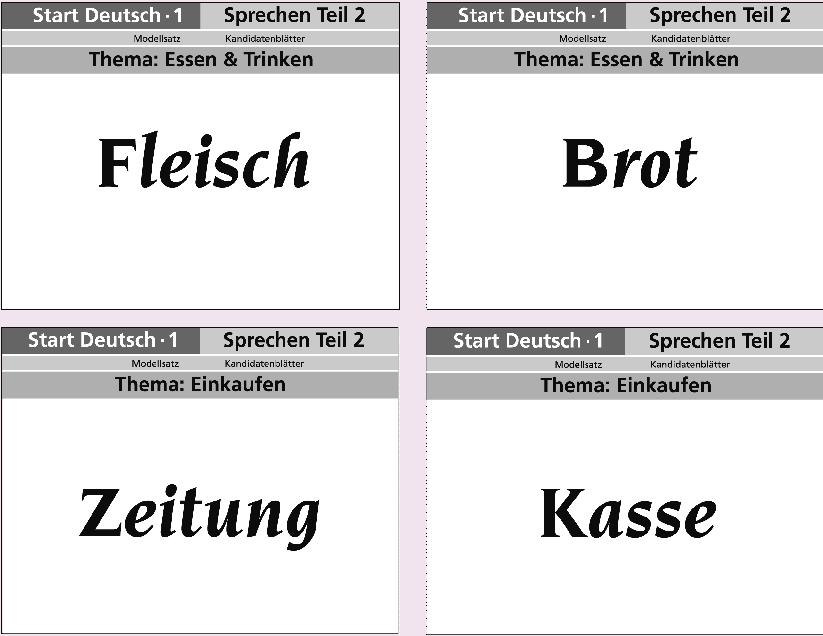 Start Deutsch · 1 Sprechen Teil 2
Modellsatz Kandidatenblätter
Thema: Essen & Trinken
Fleisch
Start Deutsch · 1 Sprechen Teil 2
Modellsatz Kandidatenblätter
Thema: Essen & Trinken
Brot
Start Deutsch · 1 Sprechen Teil 2
Modellsatz Kandidatenblätter
Thema: Einkaufen
Zeitung
Start Deutsch · 1 Sprechen Teil 2
Modellsatz Kandidatenblätter
Thema: Einkaufen
Kasse